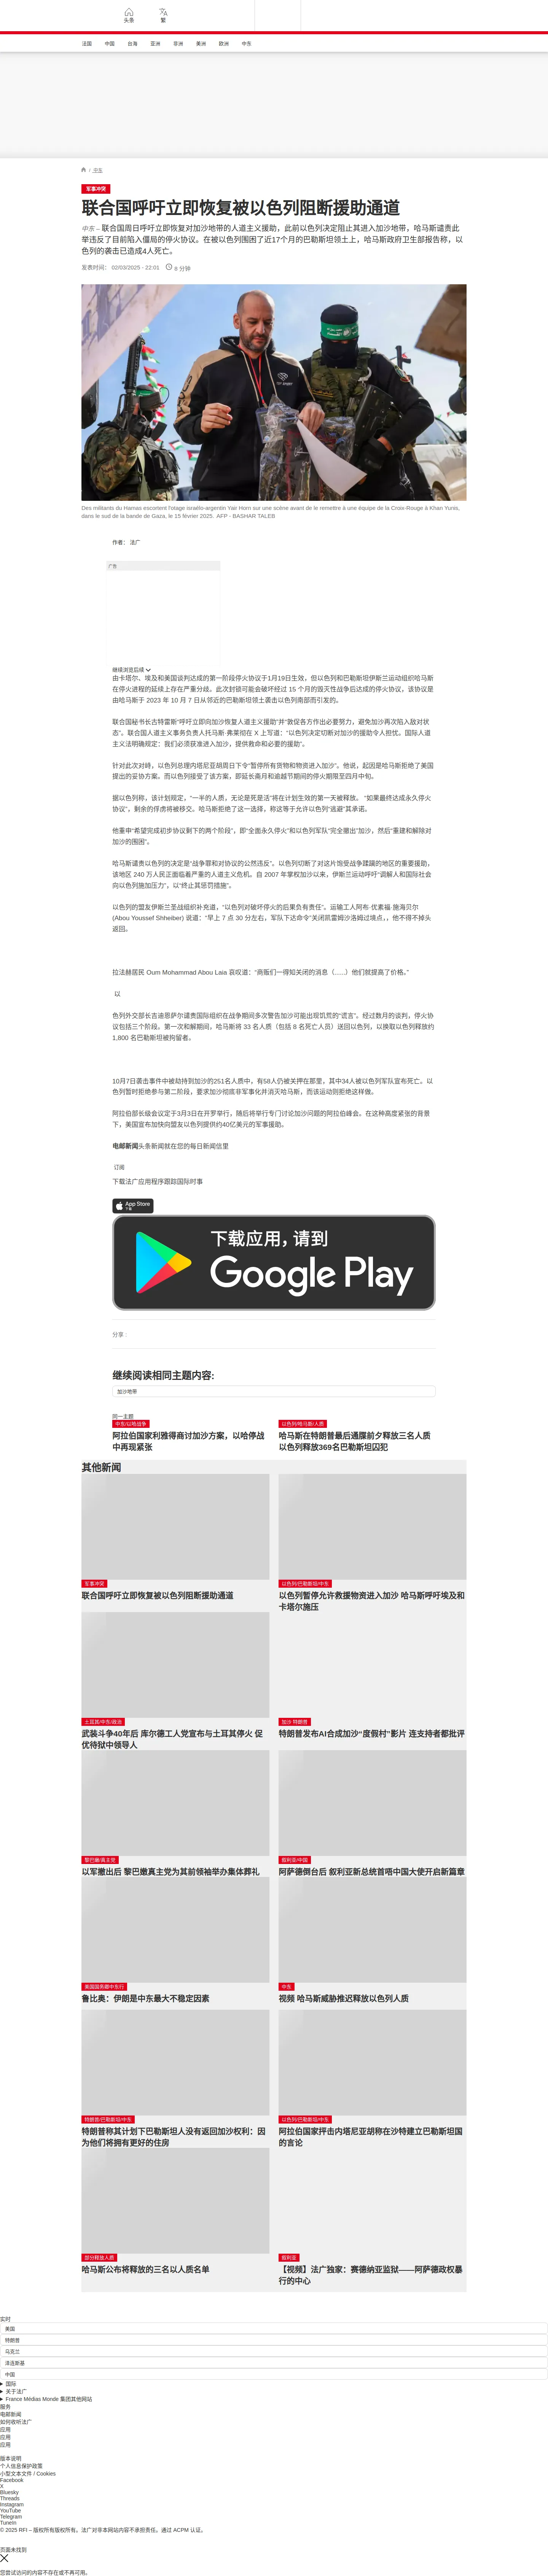 头条
繁
法国
中国
台海
亚洲
非洲
美洲
欧洲
中东
/ 中东
军事冲突
联合国呼吁立即恢复被以色列阻断援助通道
中东 – 联合国周日呼吁立即恢复对加沙地带的人道主义援助，此前以色列决定阻止其进入加沙地带，哈马斯谴责此
举违反了目前陷入僵局的停火协议。在被以色列围困了近17个月的巴勒斯坦领土上，哈马斯政府卫生部报告称，以
色列的袭击已造成4人死亡。
发表时间： 02/03/2025 - 22:01
8 分钟
Des militants du Hamas escortent l'otage israélo-argentin Yair Horn sur une scène avant de le remettre à une équipe de la Croix-Rouge à Khan Yunis,
dans le sud de la bande de Gaza, le 15 février 2025. AFP - BASHAR TALEB
作者： 法广
广告
继续浏览后续
由卡塔尔、埃及和美国谈判达成的第一阶段停火协议于1月19日生效，但以色列和巴勒斯坦伊斯兰运动组织哈马斯
在停火进程的延续上存在严重分歧。此次封锁可能会破坏经过 15 个月的毁灭性战争后达成的停火协议，该协议是
由哈马斯于 2023 年 10 月 7 日从邻近的巴勒斯坦领土袭击以色列南部而引发的。
联合国秘书长古特雷斯“呼吁立即向加沙恢复人道主义援助”并“敦促各方作出必要努力，避免加沙再次陷入敌对状
态”。联合国人道主义事务负责人托马斯·弗莱彻在 X 上写道：“以色列决定切断对加沙的援助令人担忧。国际人道
主义法明确规定：我们必须获准进入加沙，提供救命和必要的援助”。
针对此次对峙，以色列总理内塔尼亚胡周日下令“暂停所有货物和物资进入加沙”。他说，起因是哈马斯拒绝了美国
提出的妥协方案。而以色列接受了该方案，即延长斋月和逾越节期间的停火期限至四月中旬。
据以色列称，该计划规定，“一半的人质，无论是死是活”将在计划生效的第一天被释放。 “如果最终达成永久停火
协议”，剩余的俘虏将被移交。哈马斯拒绝了这一选择，称这等于允许以色列“逃避”其承诺。
他重申“希望完成初步协议剩下的两个阶段”，即“全面永久停火”和以色列军队“完全撤出”加沙，然后“重建和解除对
加沙的围困”。
哈马斯谴责以色列的决定是“战争罪和对协议的公然违反”。以色列切断了对这片饱受战争蹂躏的地区的重要援助，
该地区 240 万人民正面临着严重的人道主义危机。自 2007 年掌权加沙以来，伊斯兰运动呼吁“调解人和国际社会
向以色列施加压力”，以“终止其惩罚措施”。
以色列的盟友伊斯兰圣战组织补充道，“以色列对破坏停火的后果负有责任”。运输工人阿布·优素福·施海贝尔
(Abou Youssef Shheiber) 说道：“早上 7 点 30 分左右，军队下达命令”关闭凯雷姆沙洛姆过境点，，他不得不掉头
返回。
拉法赫居民 Oum Mohammad Abou Laia 哀叹道：“商贩们一得知关闭的消息（......）他们就提高了价格。”
以
色列外交部长吉迪恩萨尔谴责国际组织在战争期间多次警告加沙可能出现饥荒的“谎言”。经过数月的谈判，停火协
议包括三个阶段。第一次和解期间，哈马斯将 33 名人质（包括 8 名死亡人员）送回以色列，以换取以色列释放约
1,800 名巴勒斯坦被拘留者。
10月7日袭击事件中被劫持到加沙的251名人质中，有58人仍被关押在那里，其中34人被以色列军队宣布死亡。以
色列暂时拒绝参与第二阶段，要求加沙彻底非军事化并消灭哈马斯，而该运动则拒绝这样做。
阿拉伯部长级会议定于3月3日在开罗举行，随后将举行专门讨论加沙问题的阿拉伯峰会。在这种高度紧张的背景
下，美国宣布加快向盟友以色列提供约40亿美元的军事援助。
电邮新闻头条新闻就在您的每日新闻信里
订阅
下载法广应用程序跟踪国际时事
App Store
下载应用，请到
Google Play
分享 :
继续阅读相同主题内容:
加沙地带
同一主题
中东/以哈战争
阿拉伯国家利雅得商讨加沙方案，以哈停战
中再现紧张
以色列/哈马斯/人质
哈马斯在特朗普最后通牒前夕释放三名人质
以色列释放369名巴勒斯坦囚犯
其他新闻
军事冲突
联合国呼吁立即恢复被以色列阻断援助通道
以色列/巴勒斯坦/中东
以色列暂停允许救援物资进入加沙 哈马斯呼吁埃及和
卡塔尔施压
土耳其/中东/政治
武装斗争40年后 库尔德工人党宣布与土耳其停火 促
优待狱中领导人
加沙 特朗普
特朗普发布AI合成加沙“度假村”影片 连支持者都批评
黎巴嫩/真主党
以军撤出后 黎巴嫩真主党为其前领袖举办集体葬礼
叙利亚/中国
阿萨德倒台后 叙利亚新总统首晤中国大使开启新篇章
美国国务卿中东行
鲁比奥：伊朗是中东最大不稳定因素
中东
视频 哈马斯威胁推迟释放以色列人质
特朗普/巴勒斯坦/中东
特朗普称其计划下巴勒斯坦人没有返回加沙权利：因
为他们将拥有更好的住房
以色列/巴勒斯坦/中东
阿拉伯国家抨击内塔尼亚胡称在沙特建立巴勒斯坦国
的言论
部分释放人质
哈马斯公布将释放的三名以人质名单
叙利亚
【视频】法广独家：赛德纳亚监狱——阿萨德政权暴
行的中心
实时
美国
特朗普
乌克兰
泽连斯基
中国
国际
关于法广
France Médias Monde 集团其他网站
服务
电邮新闻
如何收听法广
应用
应用
应用
版本说明
个人信息保护政策
小型文本文件 / Cookies
Facebook
X
Bluesky
Threads
Instagram
YouTube
Telegram
TuneIn
© 2025 RFI – 版权所有版权所有。法广对非本网站内容不承担责任。通过 ACPM 认证。
页面未找到
您尝试访问的内容不存在或不再可用。